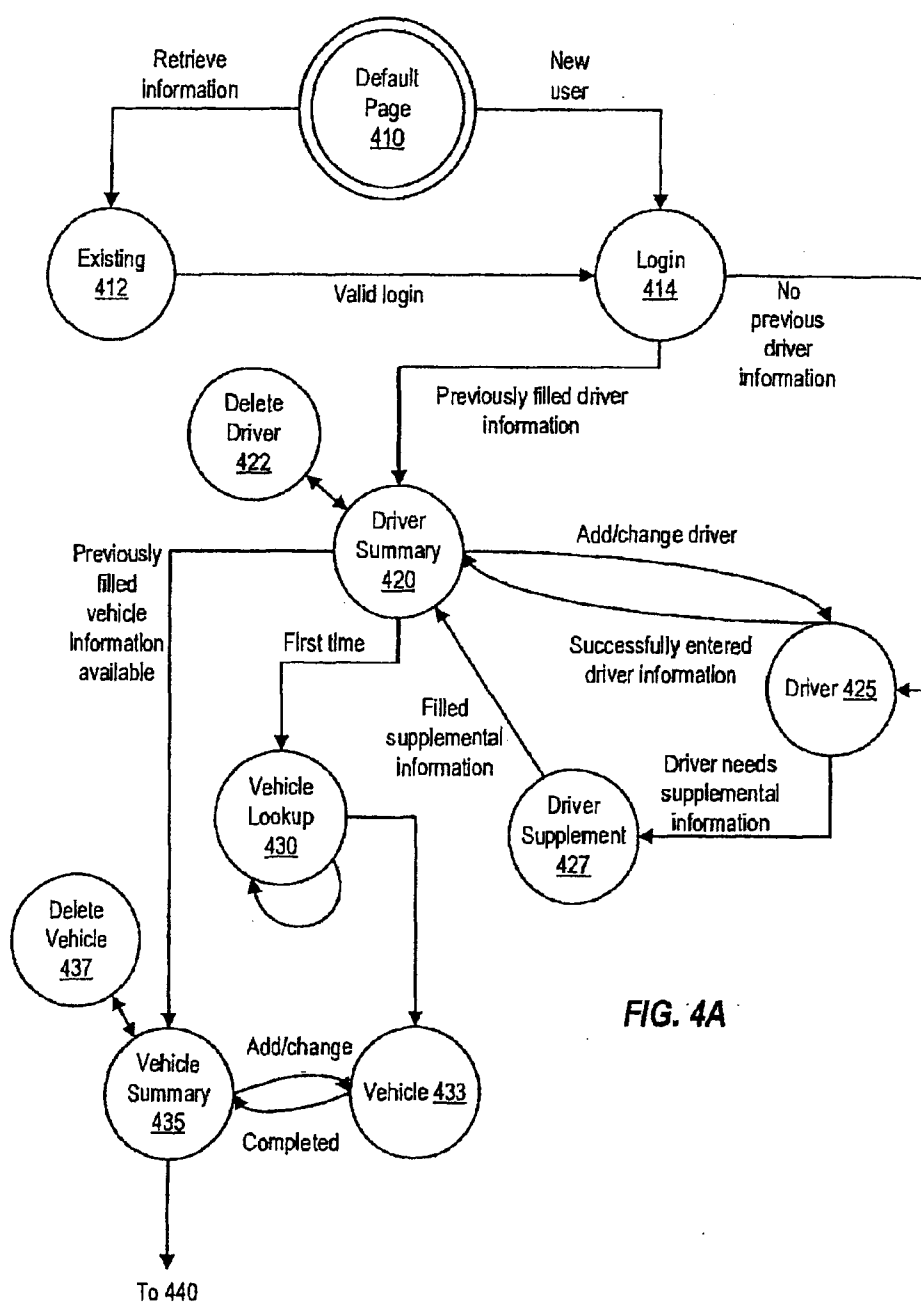 Retrieve
information
Default
Page
410
New
user
Existing
412
Valid login
Login
414
No
previous
driver
information
Previously filled driver
information
Delete
Driver
422
Driver
Summary
420
Add/change driver
Previously
filled
vehicle
information
available
First time
Successfully entered
driver information
Driver 425
Filled
supplemental
information
Driver needs
supplemental
information
Vehicle
Lookup
430
Driver
Supplement
427
Delete
Vehicle
437
FIG. 4A
Vehicle
Summary
435
Add/change
Vehicle 433
Completed
To 440